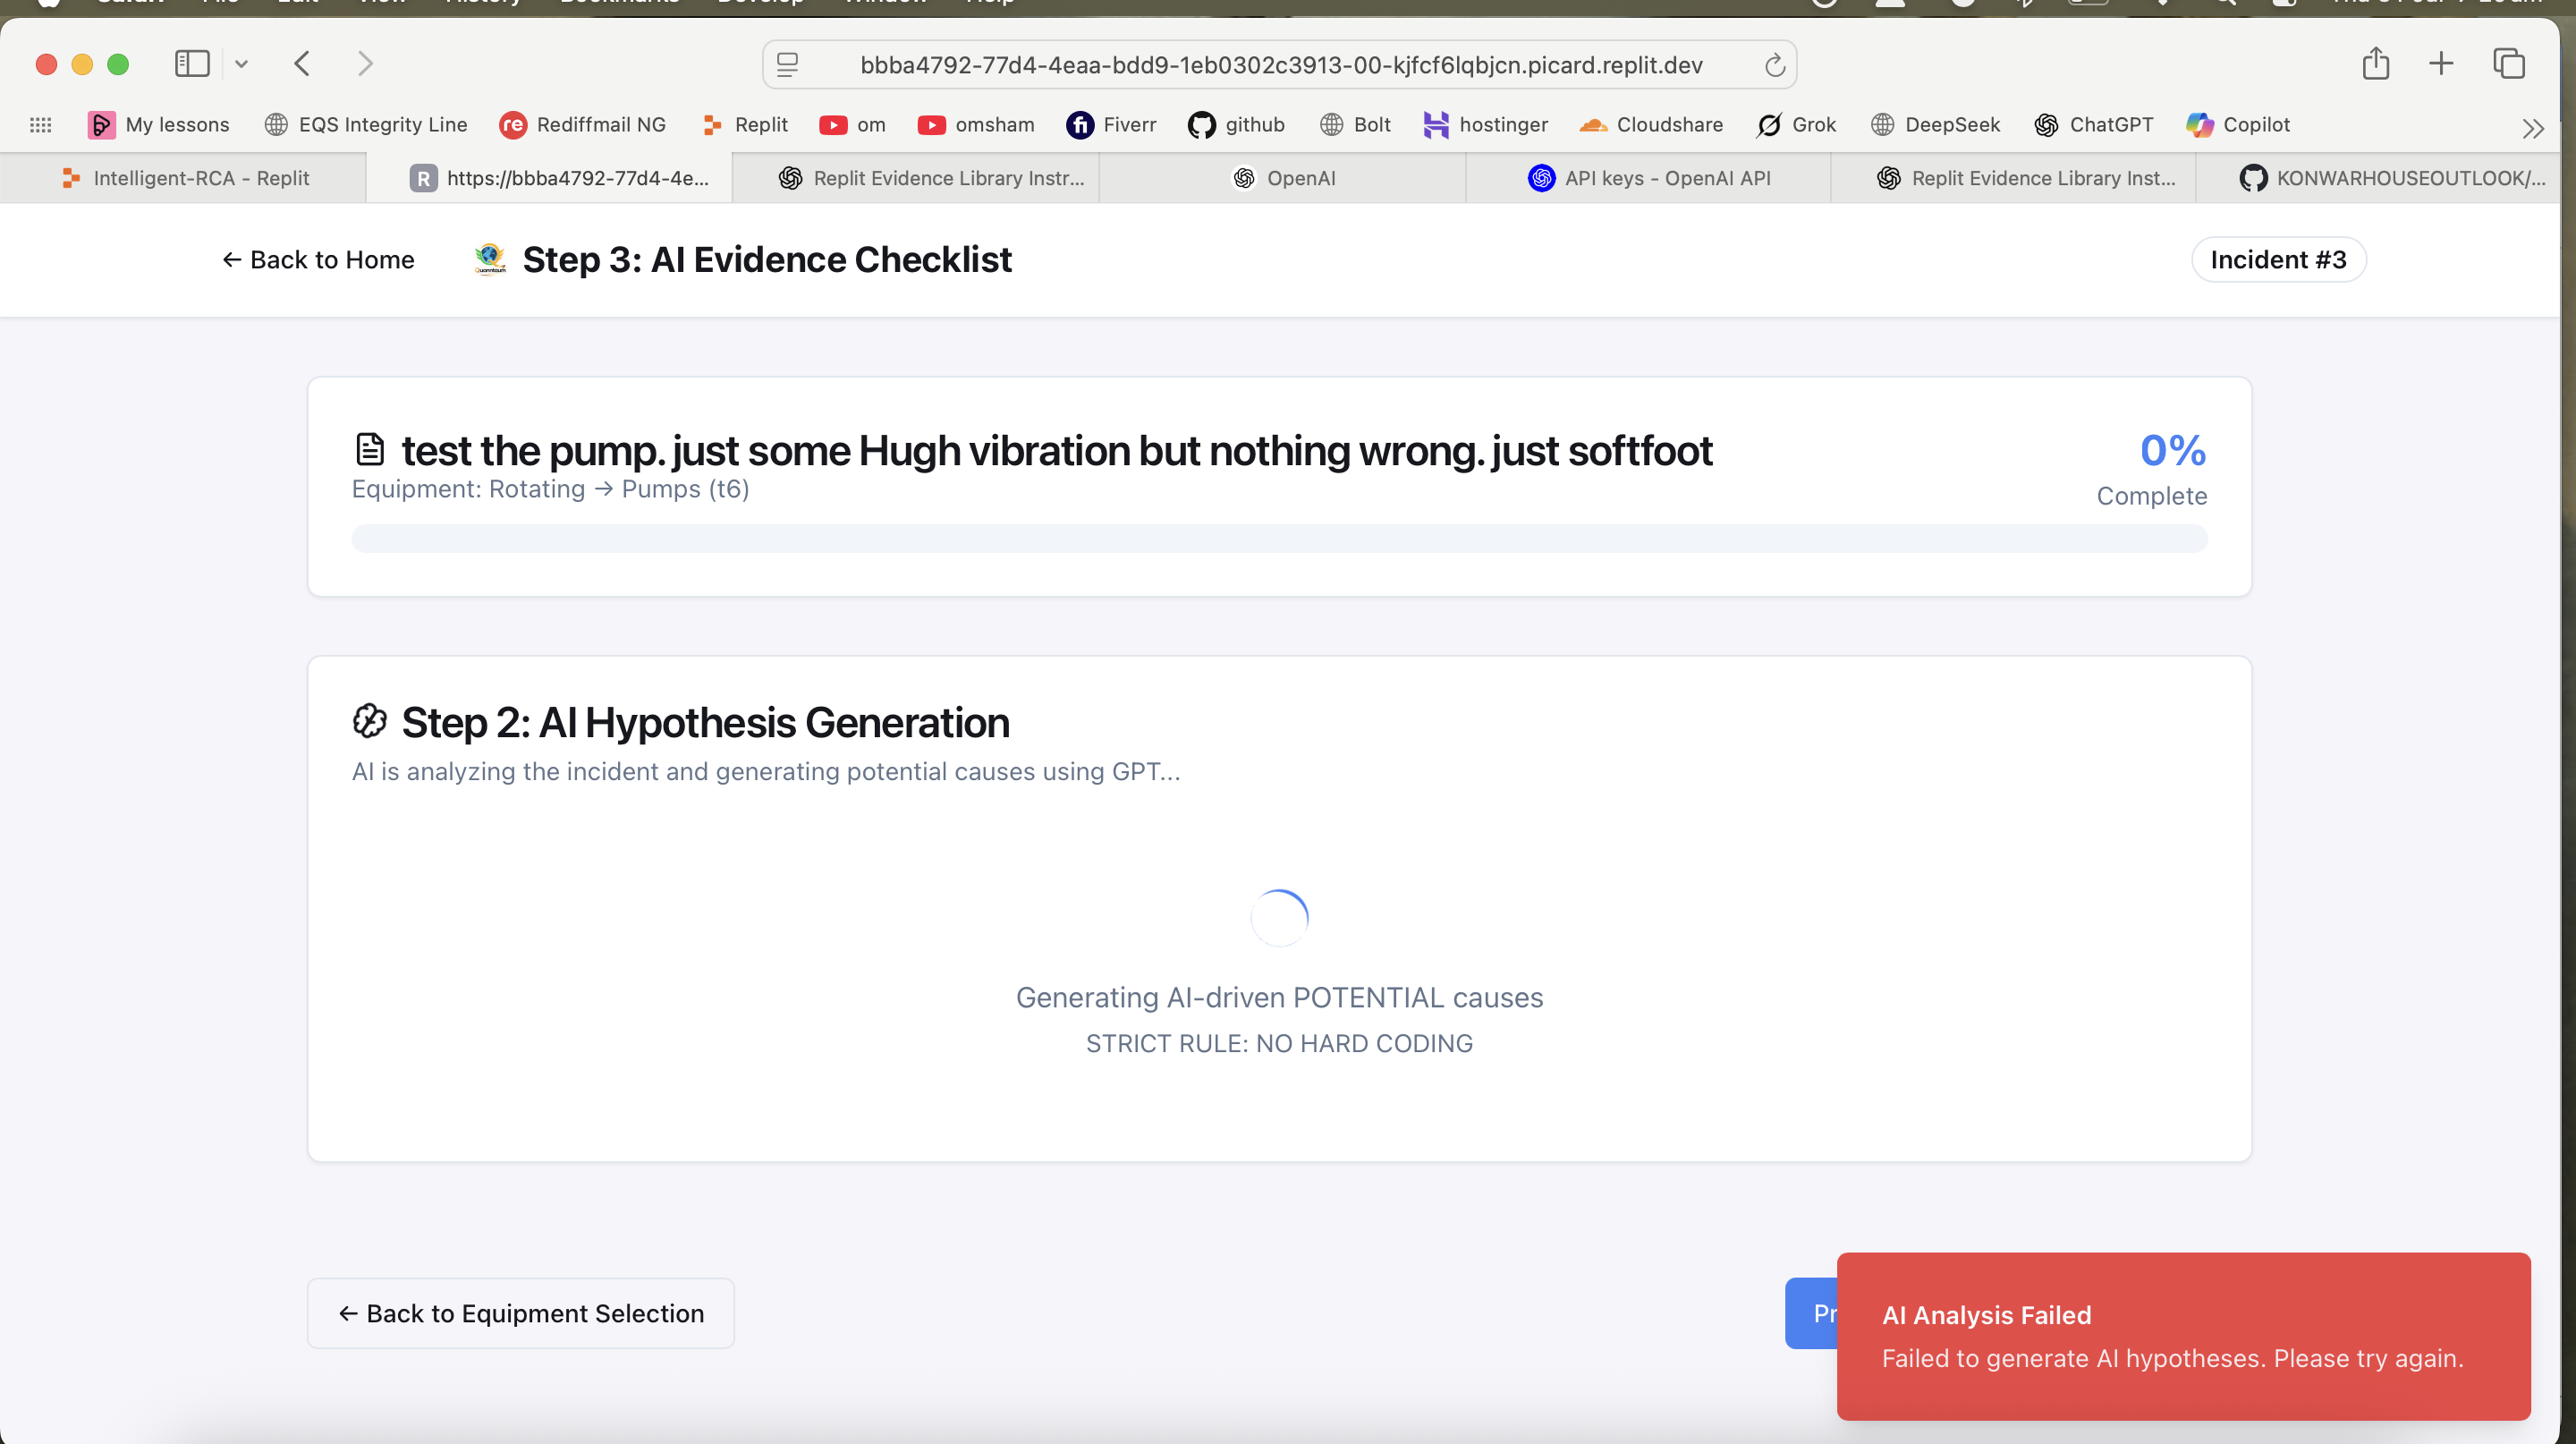 bbba4792-77d4-4eaa-bdd9-1eb0302c3913-00-kjfcf6lqbjcn.picard.replit.dev
My lessons EQS Integrity Line Rediffmail NG Replit om omsham Fiverr github Bolt hostinger Cloudshare Grok DeepSeek ChatGPT Copilot
Intelligent-RCA - Replit https://bbba4792-77d4-4e... Replit Evidence Library Instr... OpenAI API keys - OpenAI API Replit Evidence Library Inst... KONWARHOUSEOUTLOOK/...
← Back to Home Step 3: AI Evidence Checklist Incident #3
test the pump. just some Hugh vibration but nothing wrong. just softfoot 0%
Equipment: Rotating → Pumps (t6) Complete
Step 2: AI Hypothesis Generation
AI is analyzing the incident and generating potential causes using GPT...
Generating AI-driven POTENTIAL causes
STRICT RULE: NO HARD CODING
← Back to Equipment Selection Pr
AI Analysis Failed
Failed to generate AI hypotheses. Please try again.